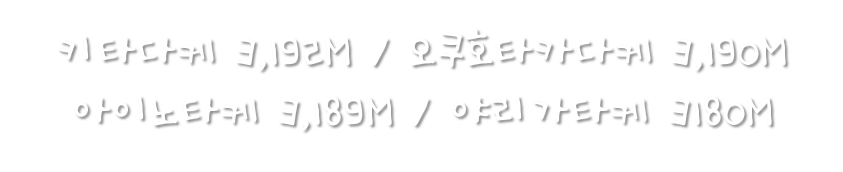 키타다케 3,192M / 오쿠호타카다케 3,190M
아이노타케 3,189M / 야리가타케 3180M